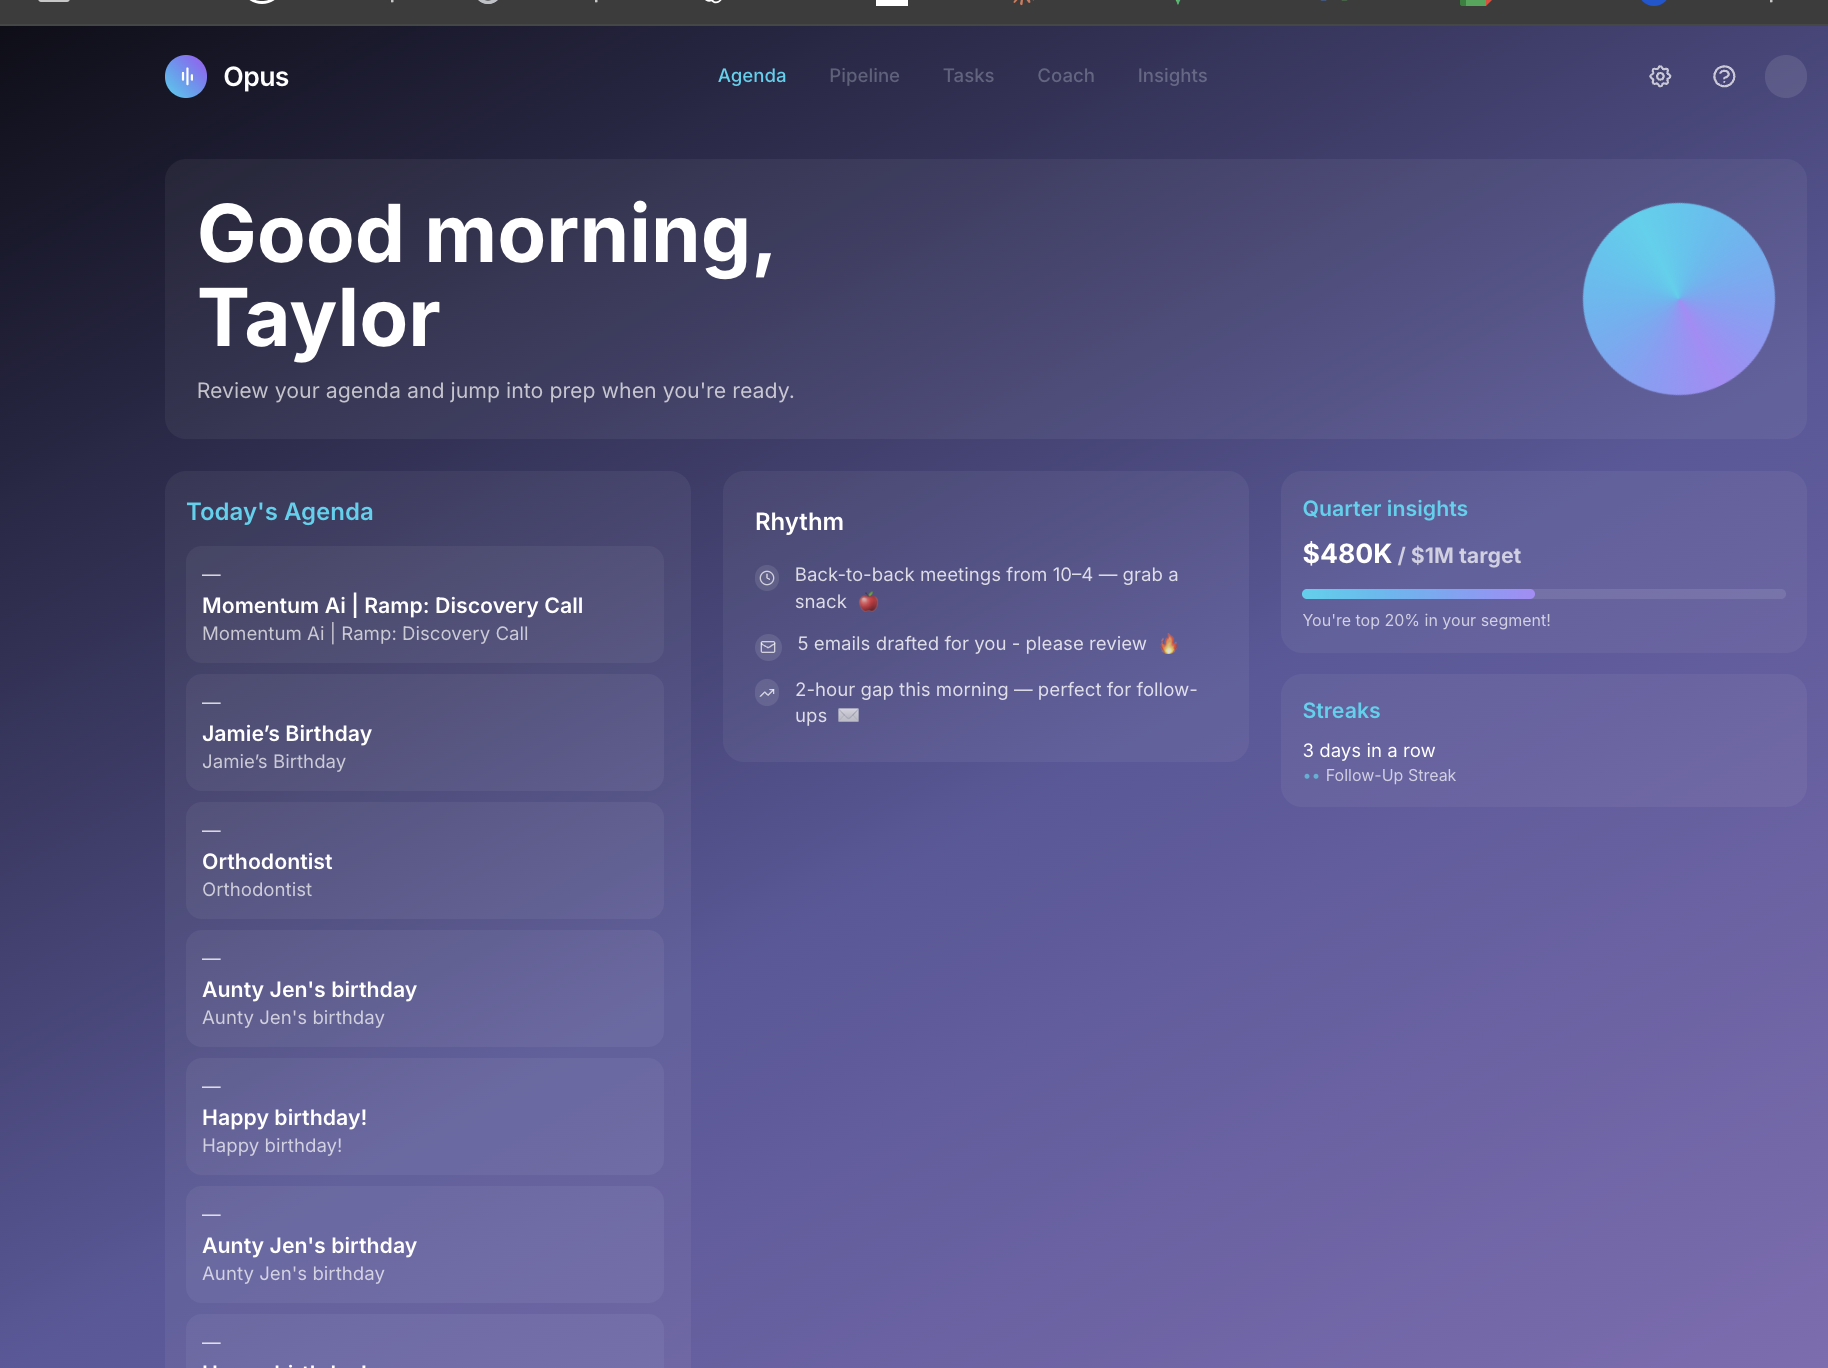 Opus
Agenda Pipeline Tasks Coach Insights
Good morning,
Taylor
Review your agenda and jump into prep when you're ready.
Today's Agenda
—
Momentum Ai | Ramp: Discovery Call
Momentum Ai | Ramp: Discovery Call
—
Jamie’s Birthday
Jamie’s Birthday
—
Orthodontist
Orthodontist
—
Aunty Jen's birthday
Aunty Jen's birthday
—
Happy birthday!
Happy birthday!
—
Aunty Jen's birthday
Aunty Jen's birthday
—
Rhythm
Back-to-back meetings from 10–4 — grab a
snack 🍎
5 emails drafted for you - please review 🔥
2-hour gap this morning — perfect for follow-
ups ✉️
Quarter insights
$480K / $1M target
You're top 20% in your segment!
Streaks
3 days in a row
•• Follow-Up Streak